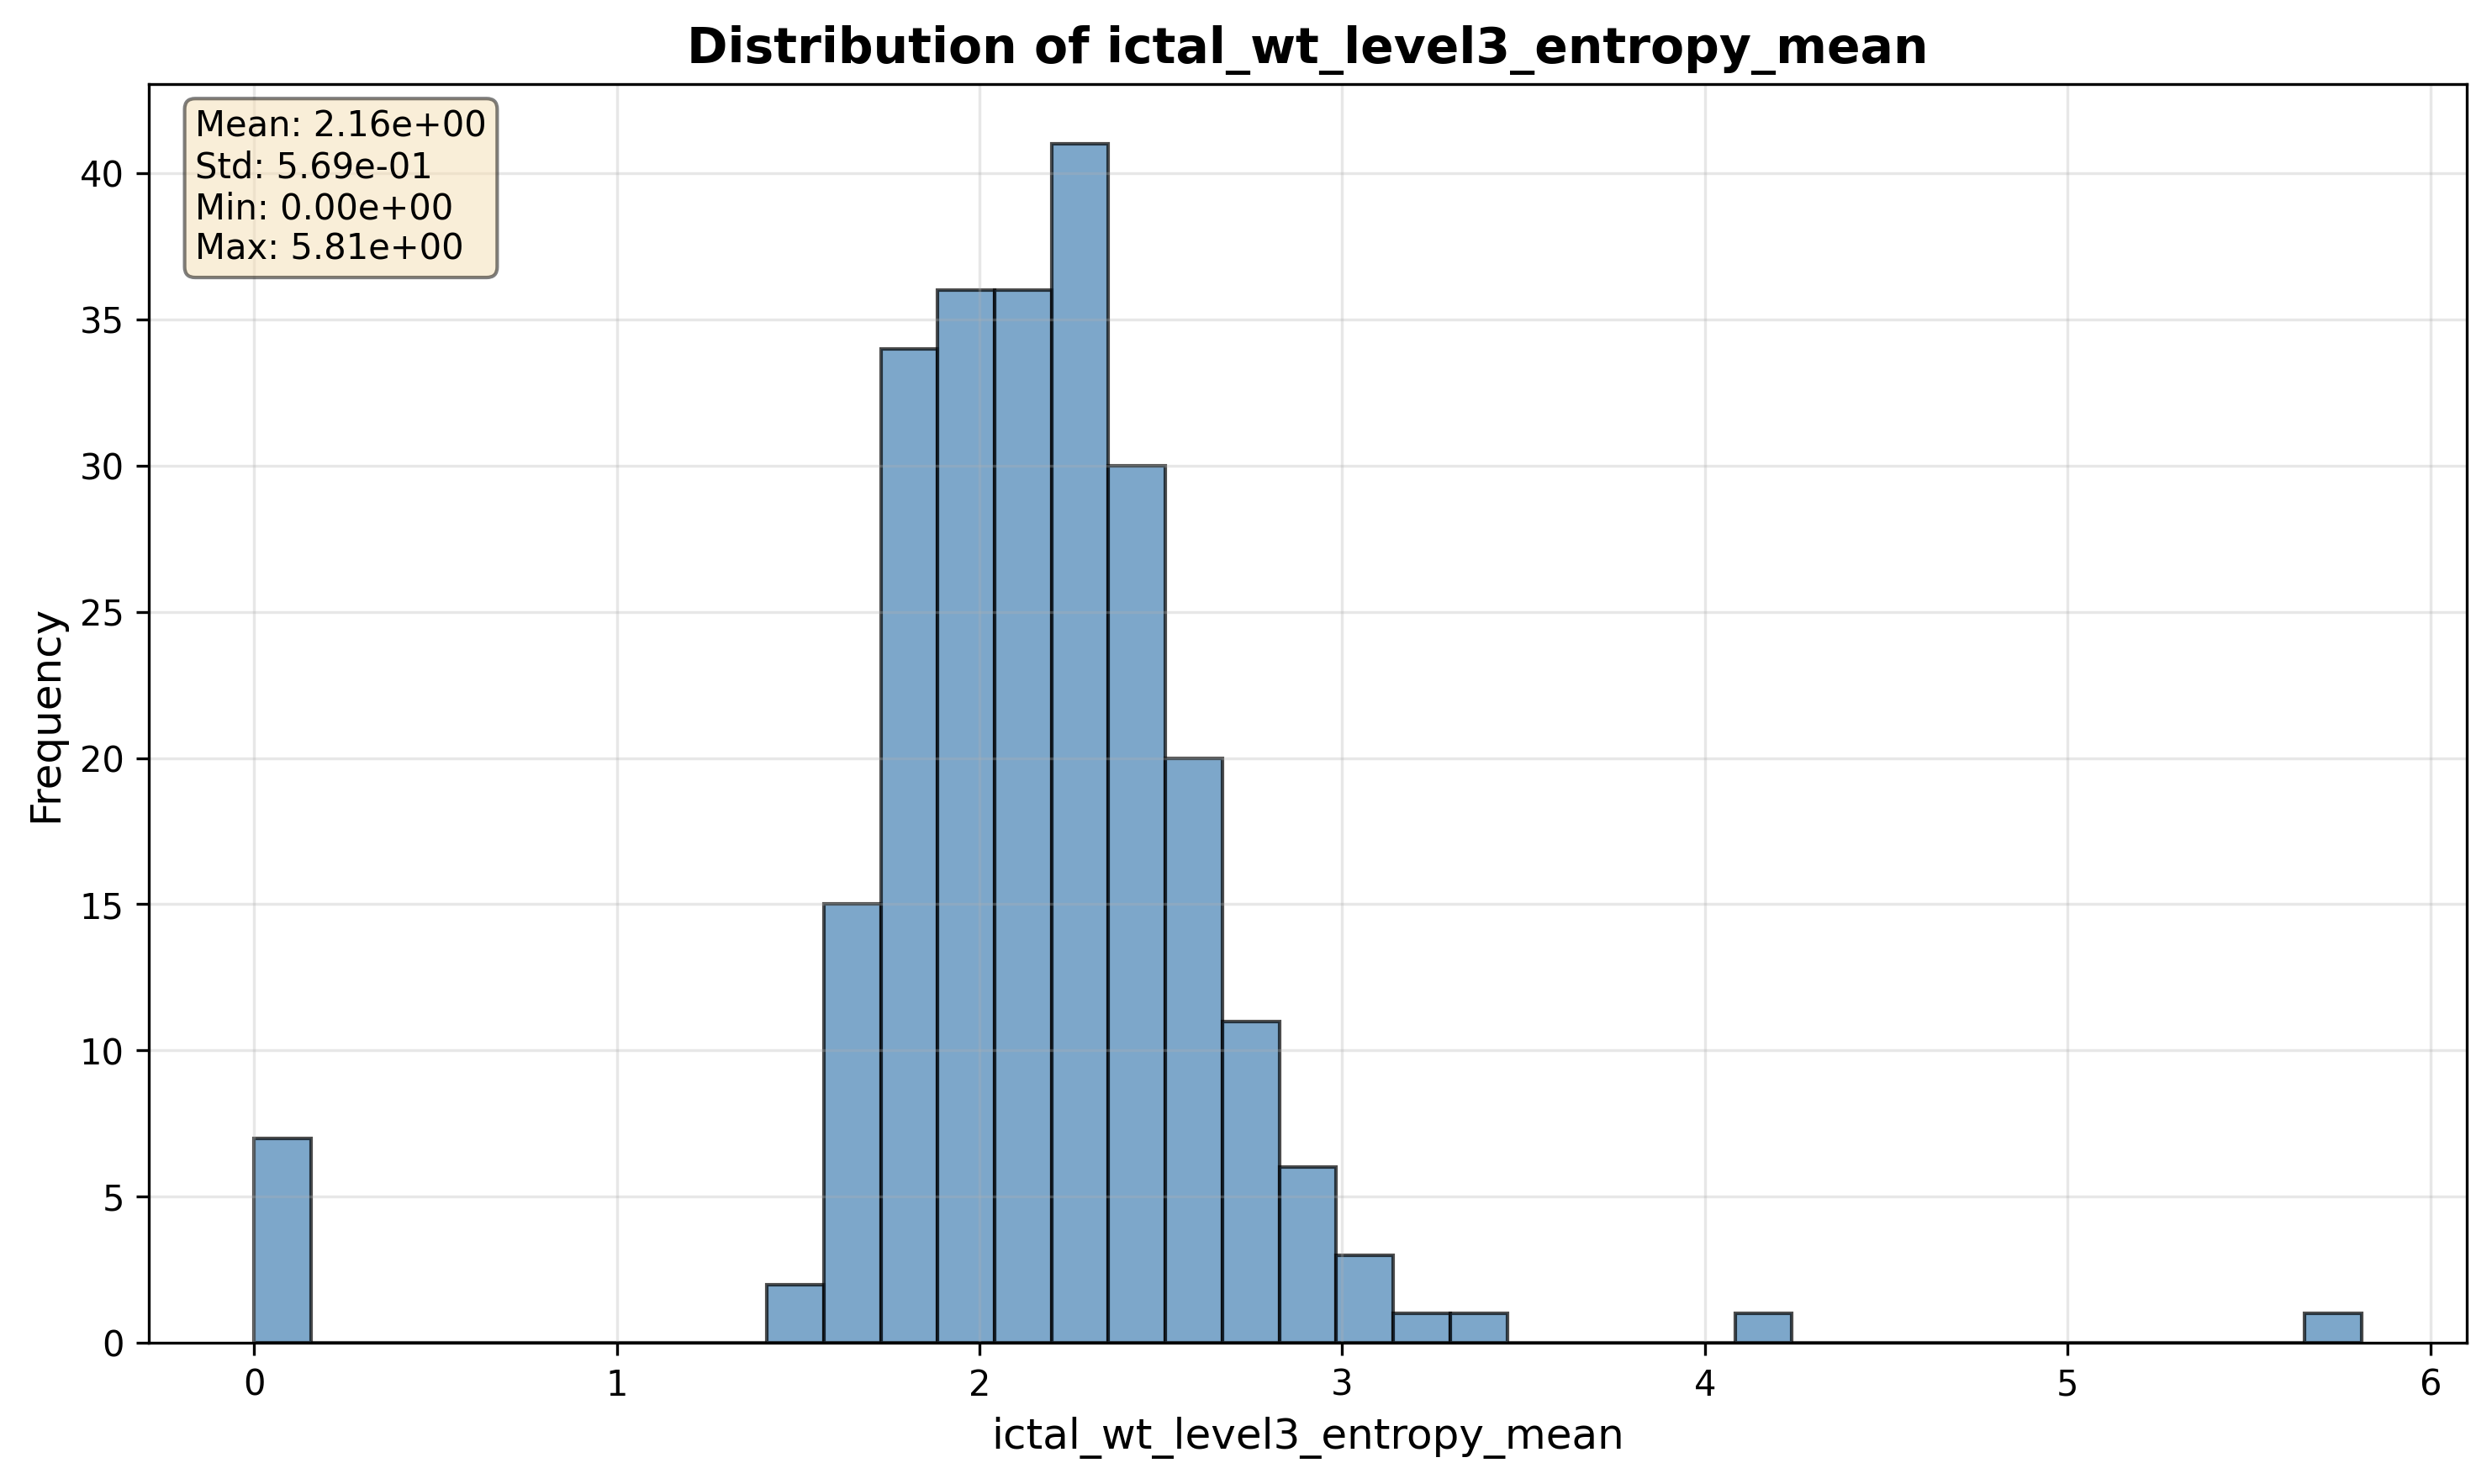 Distribution of ictal_wt_level3_entropy_mean
Mean: 2.16e+00
Std: 5.69e-01
Min: 0.00e+00
Max: 5.81e+00
Frequency
40
35
30
25
20
15
10
5
0
0 1 2 3 4 5 6
ictal_wt_level3_entropy_mean